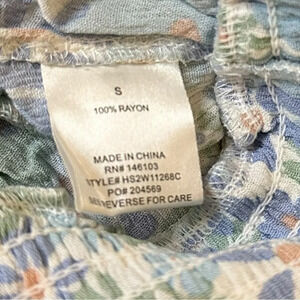 S
100% RAYON
MADE IN CHINA
RN# 146103
STYLE# HS2W11268C
PO# 204569
SEE REVERSE FOR CARE